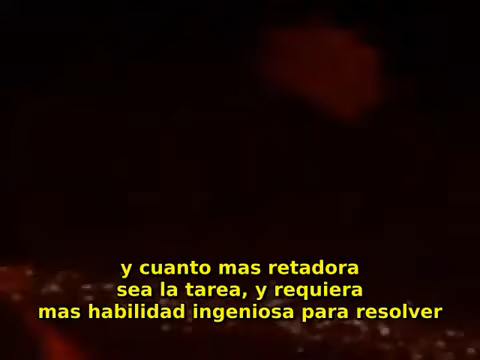 y cuanto mas retadora
sea la tarea, y requiera
mas habilidad ingeniosa para resolver